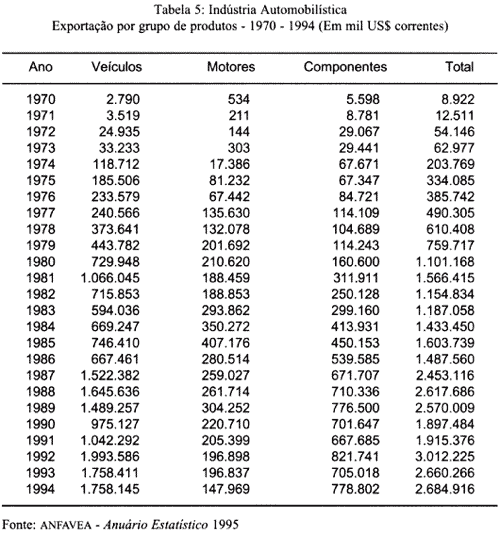 Tabela 5: Indústria Automobilística
Exportação por grupo de produtos - 1970 - 1994 (Em mil US$ correntes)
Ano Veículos Motores Componentes Total
1970 2.790 534 5.598 8.922
1971 3.519 211 8.781 12.511
1972 24.935 144 29.067 54.146
1973 33.233 303 29.441 62.977
1974 118.712 17.386 67.671 203.769
1975 185.506 81.232 67.347 334.085
1976 233.579 67.442 84.721 385.742
1977 240.566 135.630 114.109 490.305
1978 373.641 132.078 104.689 610.408
1979 443.782 201.692 114.243 759.717
1980 729.948 210.620 160.600 1.101.168
1981 1.066.045 188.459 311.911 1.566.415
1982 715.853 188.853 250.128 1.154.834
1983 594.036 293.862 299.160 1.187.058
1984 669.247 350.272 413.931 1.433.450
1985 746.410 407.176 450.153 1.603.739
1986 667.461 280.514 539.585 1.487.560
1987 1.522.382 259.027 671.707 2.453.116
1988 1.645.636 261.714 710.336 2.617.686
1989 1.489.257 304.252 776.500 2.570.009
1990 975.127 220.710 701.647 1.897.484
1991 1.042.292 205.399 667.685 1.915.376
1992 1.993.586 196.898 821.741 3.012.225
1993 1.758.411 196.837 705.018 2.660.266
1994 1.758.145 147.969 778.802 2.684.916
Fonte: ANFAVEA - Anuário Estatístico 1995